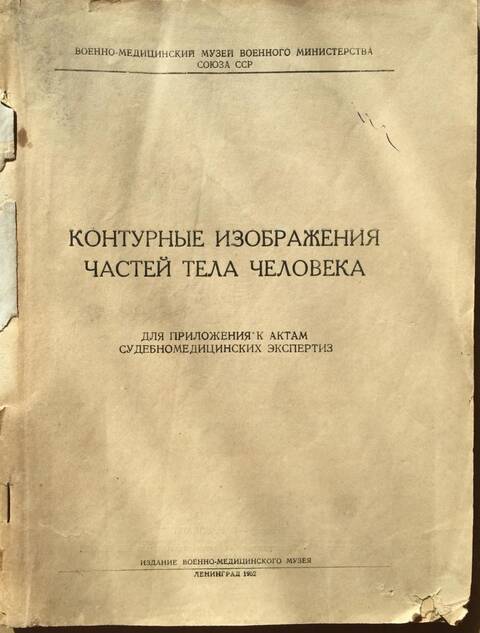 ВОЕННО-МЕДИЦИНСКИЙ МУЗЕЙ ВОЕННОГО МИНИСТЕРСТВА
СОЮЗА ССР
КОНТУРНЫЕ ИЗОБРАЖЕНИЯ
ЧАСТЕЙ ТЕЛА ЧЕЛОВЕКА
ДЛЯ ПРИЛОЖЕНИЯ К АКТАМ
СУДЕБНОМЕДИЦИНСКИХ ЭКСПЕРТИЗ
ИЗДАНИЕ ВОЕННО-МЕДИЦИНСКОГО МУЗЕЯ
ЛЕНИНГРАД 1952